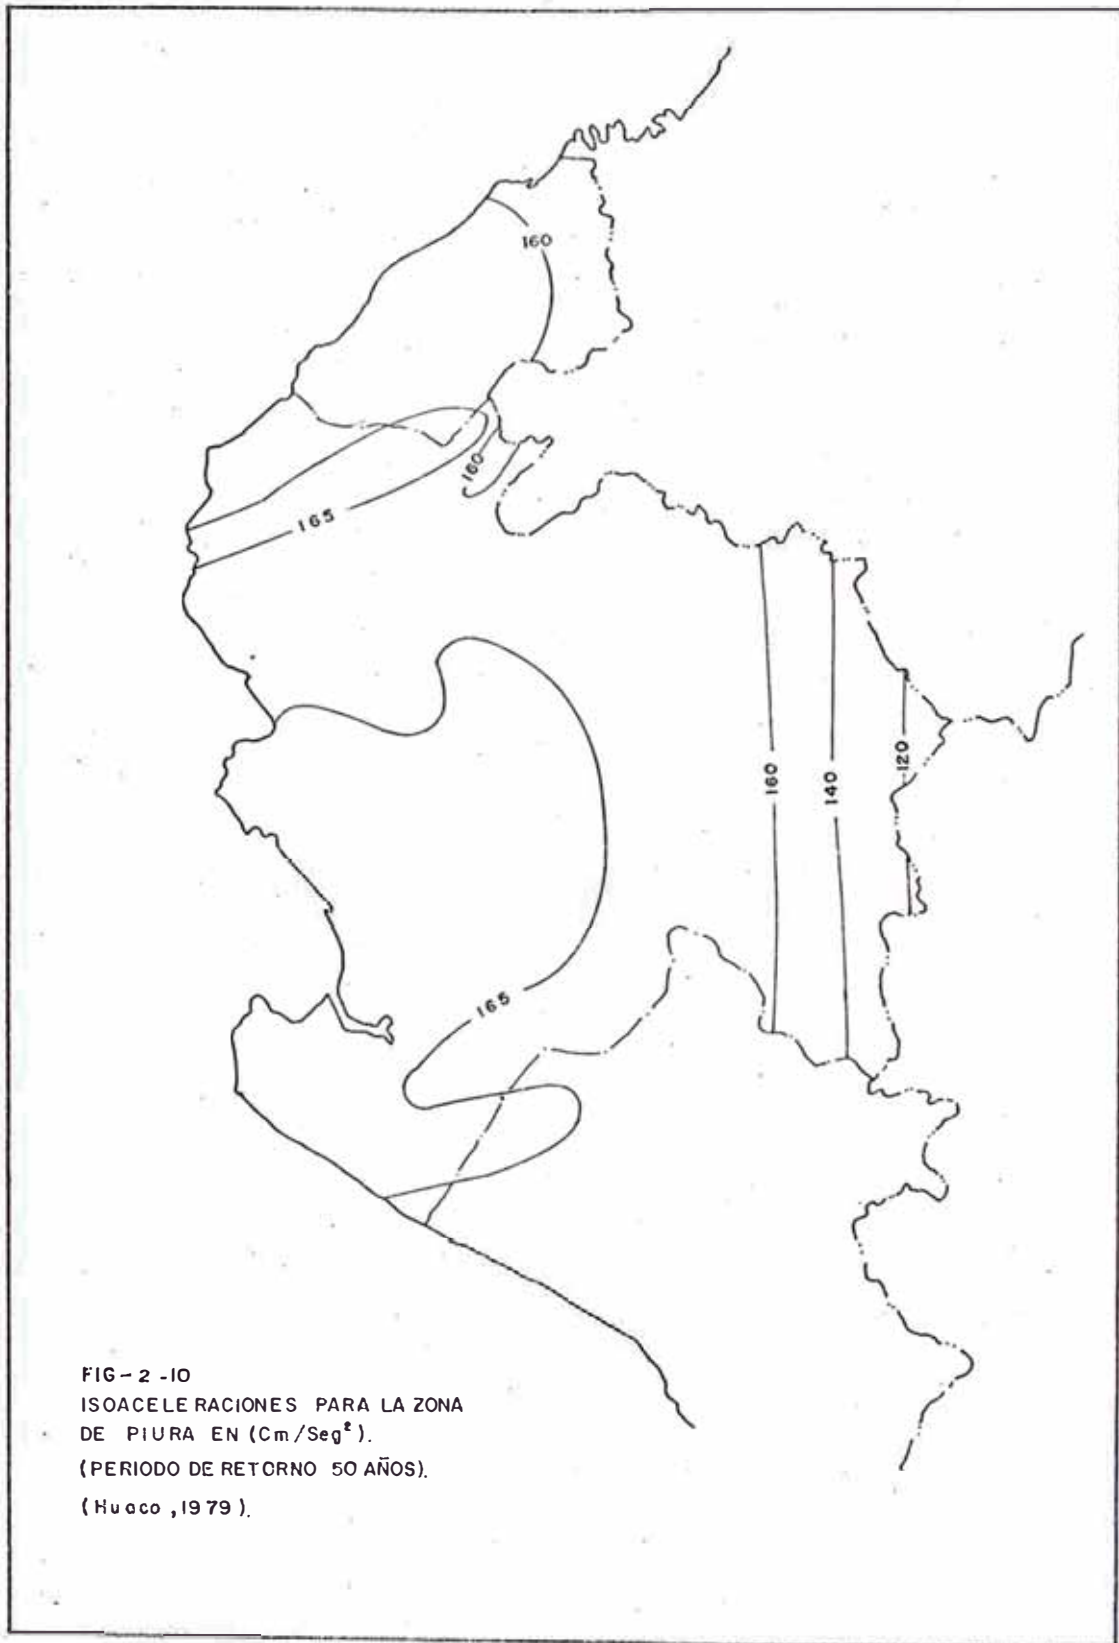 160
160
165
160
140
120
165
FIG-2-10
ISOACELERACIONES PARA LA ZONA
DE PIURA EN (Cm/Seg²).
(PERIODO DE RETORNO 50 AÑOS).
(Huaco, 1979).